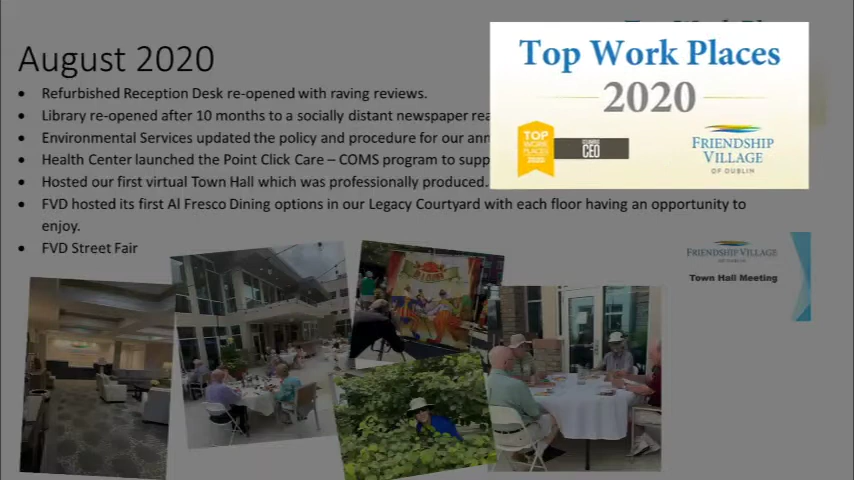 August 2020
• Refurbished Reception Desk re-opened with raving reviews.
• Library re-opened after 10 months to a socially distant newspaper rea
• Environmental Services updated the policy and procedure for our ann
• Health Center launched the Point Click Care – COMS program to supp
• Hosted our first virtual Town Hall which was professionally produced.
• FVD hosted its first Al Fresco Dining options in our Legacy Courtyard with each floor having an opportunity to
enjoy.
• FVD Street Fair
Top Work Places
2020
TOP
WORK
PLACES
2020
CEO
FRIENDSHIP
VILLAGE
OF DUBLIN
FRIENDSHIP VILLAGE
Town Hall Meeting